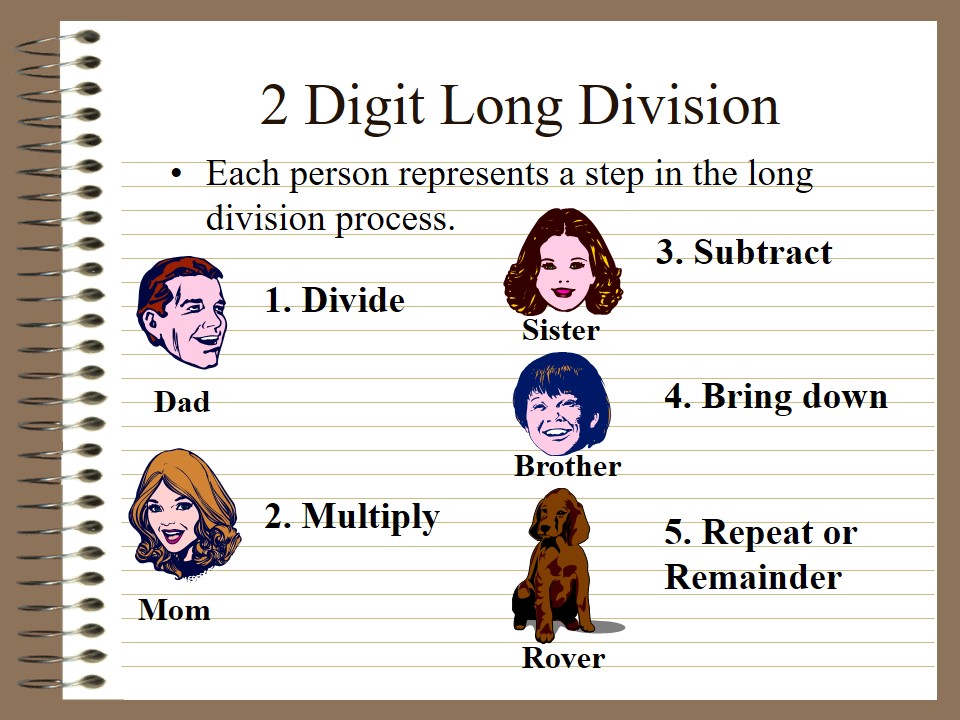 2 Digit Long Division
• Each person represents a step in the long
division process.
1. Divide
Dad
2. Multiply
Mom
3. Subtract
Sister
4. Bring down
Brother
5. Repeat or
Remainder
Rover